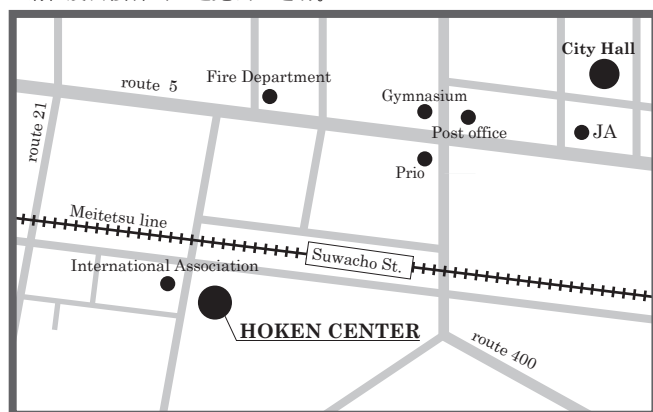 City Hall
Fire Department
route 5
Gymnasium
route 21
Post office
JA
Prio
Meitetsu line
Suwacho St.
International Association
HOKEN CENTER
route 400